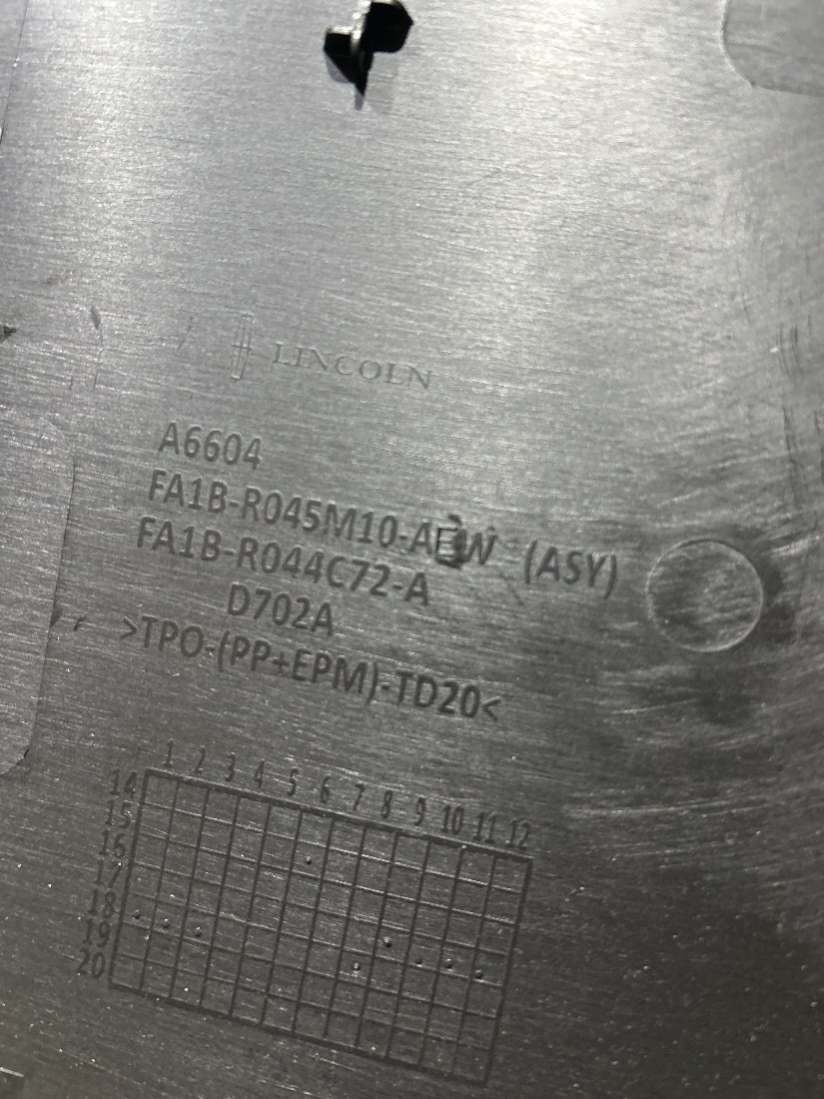 LINCOLN
A6604
FA1B-R045M10-AEW (ASY)
FA1B-R044C72-A
D702A
>TPO-(PP+EPM)-TD20<
1 2 3 4 5 6 7 8 9 10 11 12
14
15
16
17
18
19
20